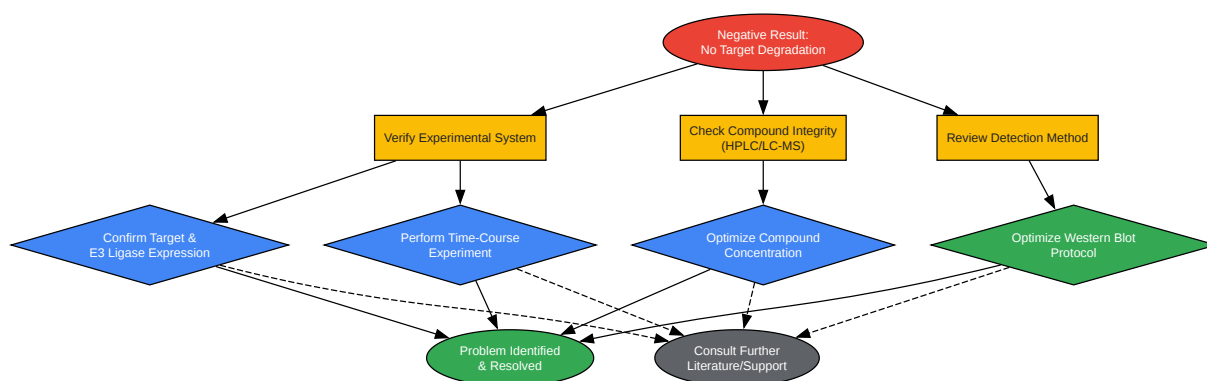 Negative Result:
No Target Degradation
Verify Experimental System
Check Compound Integrity
(HPLC/LC-MS)
Review Detection Method
Confirm Target &
E3 Ligase Expression
Perform Time-Course
Experiment
Optimize Compound
Concentration
Optimize Western Blot
Protocol
Problem Identified
& Resolved
Consult Further
Literature/Support